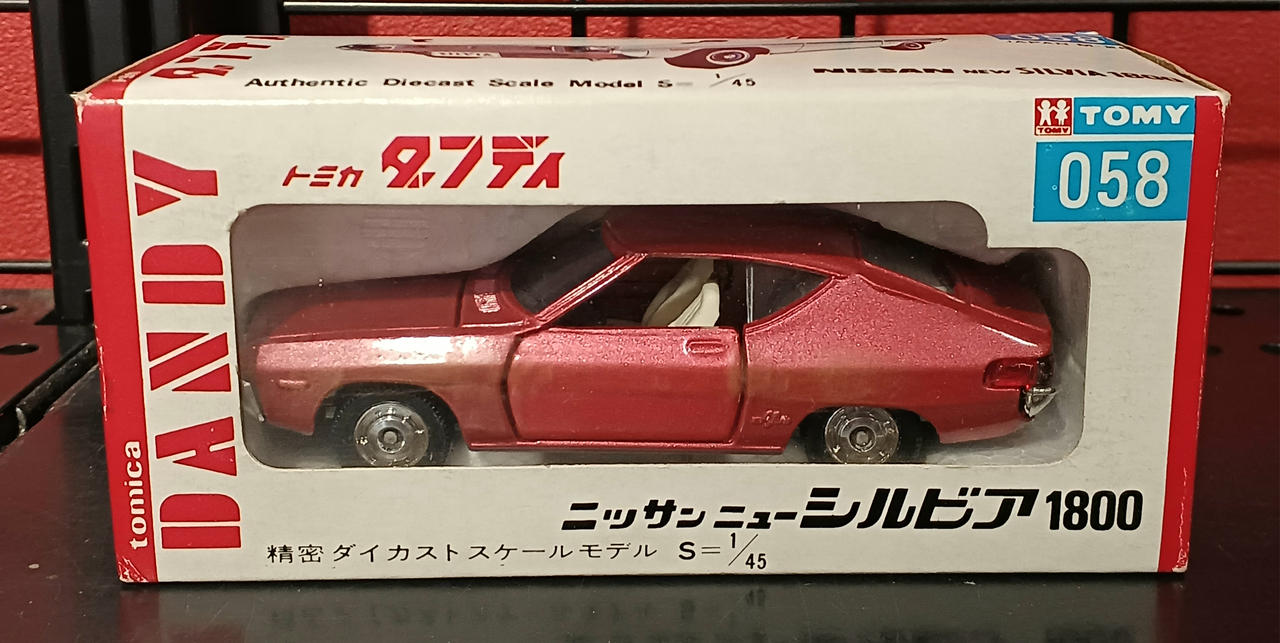 Authentic Diecast Scale Model S= 1/45
NISSAN NEW SILVIA 1800
トミカ ダンディ
TOMY
TOMY
058
tomica
DANDY
ニッサン ニューシルビア 1800
精密ダイカストスケールモデル S=1/45